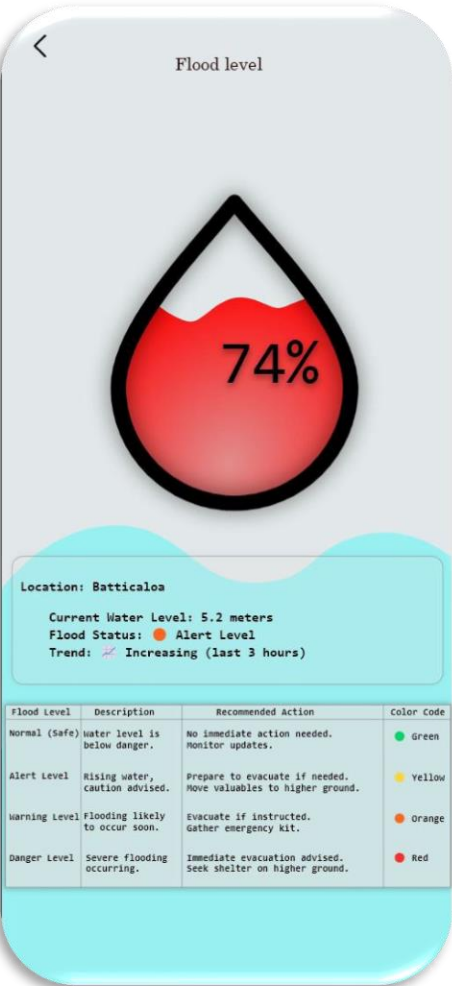 Flood level
74%
Location: Batticaloa
Current Water Level: 5.2 meters
Flood Status: 🟠 Alert Level
Trend: 📈 Increasing (last 3 hours)
Flood Level Description Recommended Action Color Code
Normal (Safe) Water level is No immediate action needed. Green
below danger. Monitor updates.
Alert Level Rising water, Prepare to evacuate if needed. Yellow
caution advised. Move valuables to higher ground.
Warning Level Flooding likely Evacuate if instructed. Orange
to occur soon. Gather emergency kit.
Danger Level Severe flooding Immediate evacuation advised. Red
occurring. Seek shelter on higher ground.